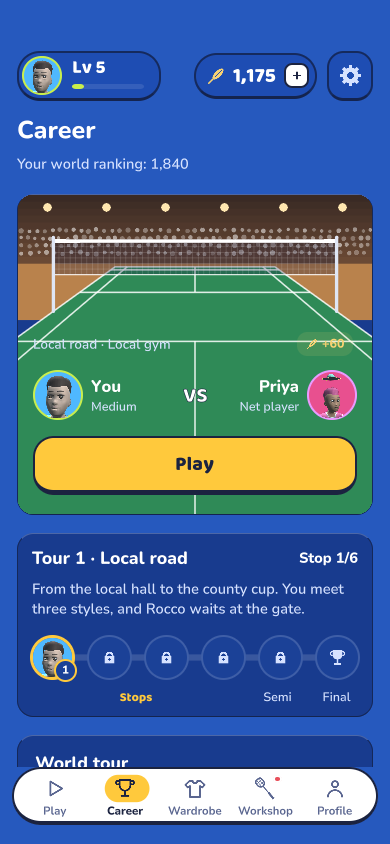 Lv 5
1,175
+
Career
Your world ranking: 1,840
Local road · Local gym
+60
You
Medium
VS
Priya
Net player
Play
Tour 1 · Local road
Stop 1/6
From the local hall to the county cup. You meet
three styles, and Rocco waits at the gate.
1
Stops
Semi
Final
World tour
Play
Career
Wardrobe
Workshop
Profile